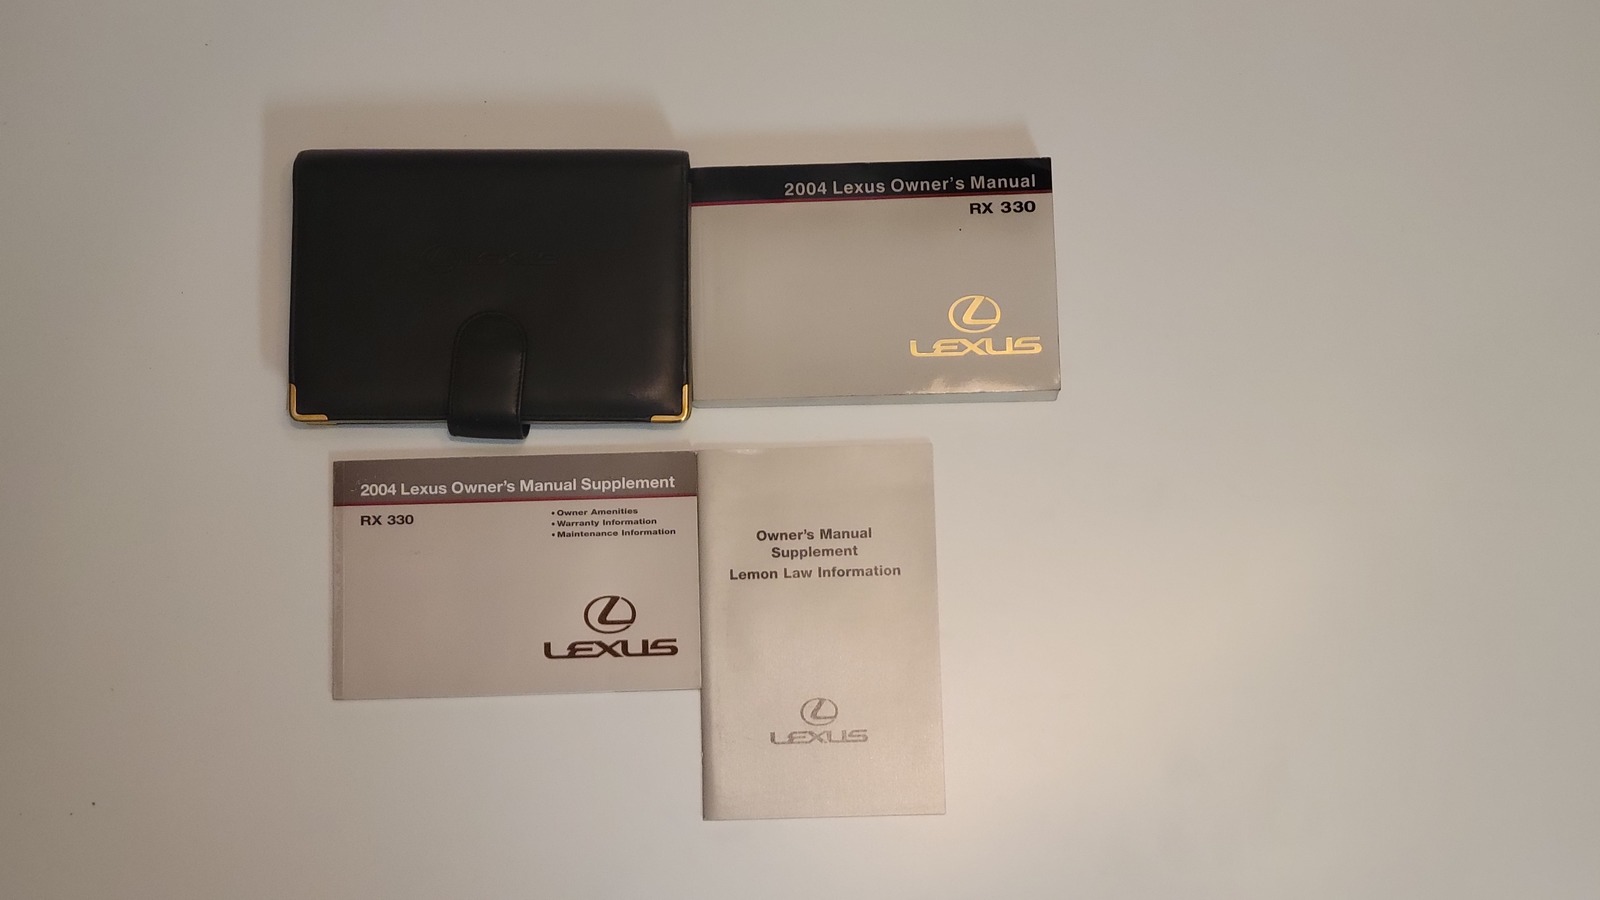 2004 Lexus Owner's Manual
RX 330
LEXUS
2004 Lexus Owner's Manual Supplement
RX 330
• Owner Amenities
• Warranty Information
• Maintenance Information
LEXUS
Owner's Manual
Supplement
Lemon Law Information
LEXUS